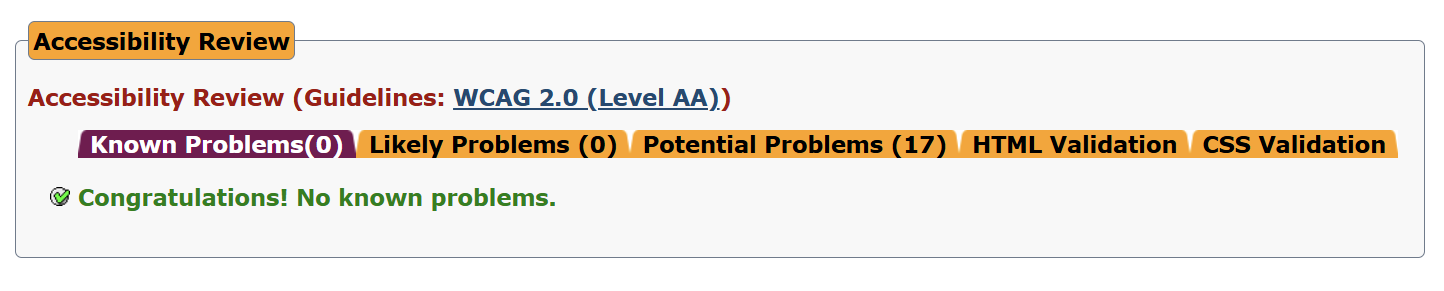 Accessibility Review
Accessibility Review (Guidelines: WCAG 2.0 (Level AA))
Known Problems(0) Likely Problems (0) Potential Problems (17) HTML Validation CSS Validation
Congratulations! No known problems.